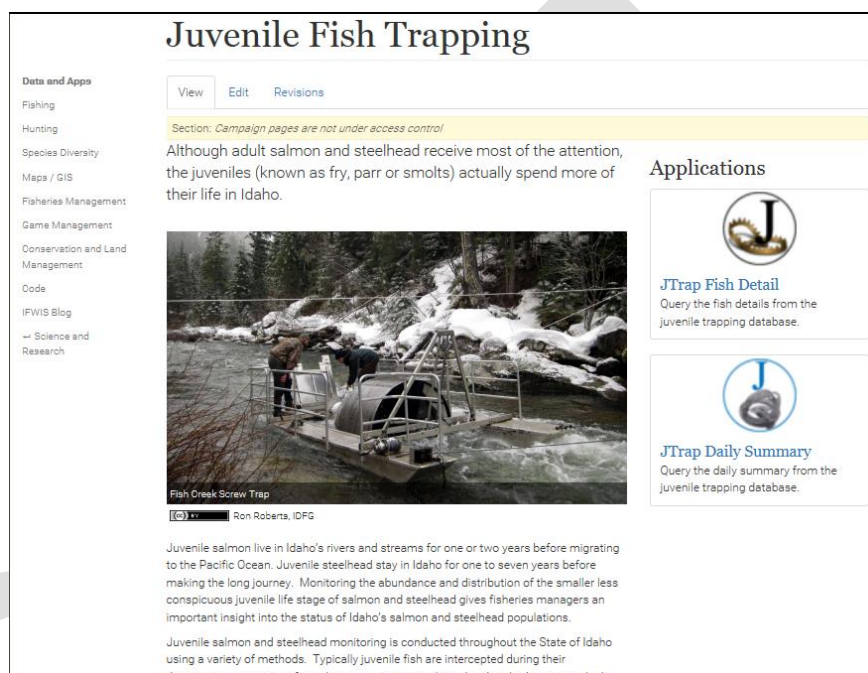 Juvenile Fish Trapping
Data and Apps
Fishing
Hunting
Species Diversity
Maps / GIS
Fisheries Management
Game Management
Conservation and Land
Management
Code
IFWIS Blog
↵ Science and
Research
View Edit Revisions
Section: Campaign pages are not under access control
Although adult salmon and steelhead receive most of the attention,
the juveniles (known as fry, parr or smolts) actually spend more of
their life in Idaho.
Fish Creek Screw Trap
(cc) BY Ron Roberts, IDFG
Juvenile salmon live in Idaho's rivers and streams for one or two years before migrating
to the Pacific Ocean. Juvenile steelhead stay in Idaho for one to seven years before
making the long journey. Monitoring the abundance and distribution of the smaller less
conspicuous juvenile life stage of salmon and steelhead gives fisheries managers an
important insight into the status of Idaho's salmon and steelhead populations.
Juvenile salmon and steelhead monitoring is conducted throughout the State of Idaho
using a variety of methods. Typically juvenile fish are intercepted during their
Applications
J
JTrap Fish Detail
Query the fish details from the
juvenile trapping database.
J
JTrap Daily Summary
Query the daily summary from the
juvenile trapping database.